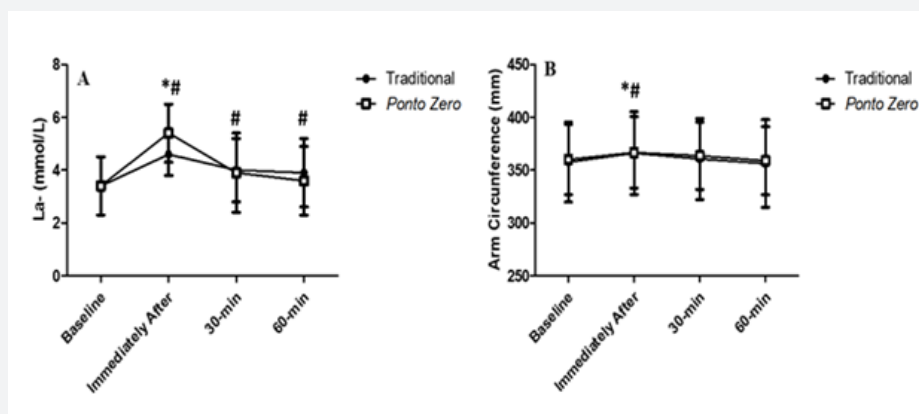 A
La- (mmol/L)
8
6
4
2
0
*#
#
#
Baseline
Immediately After
30-min
60-min
Traditional
Ponto Zero
B
Arm Circunference (mm)
450
400
350
300
250
*#
Baseline
Immediately After
30-min
60-min
Traditional
Ponto Zero